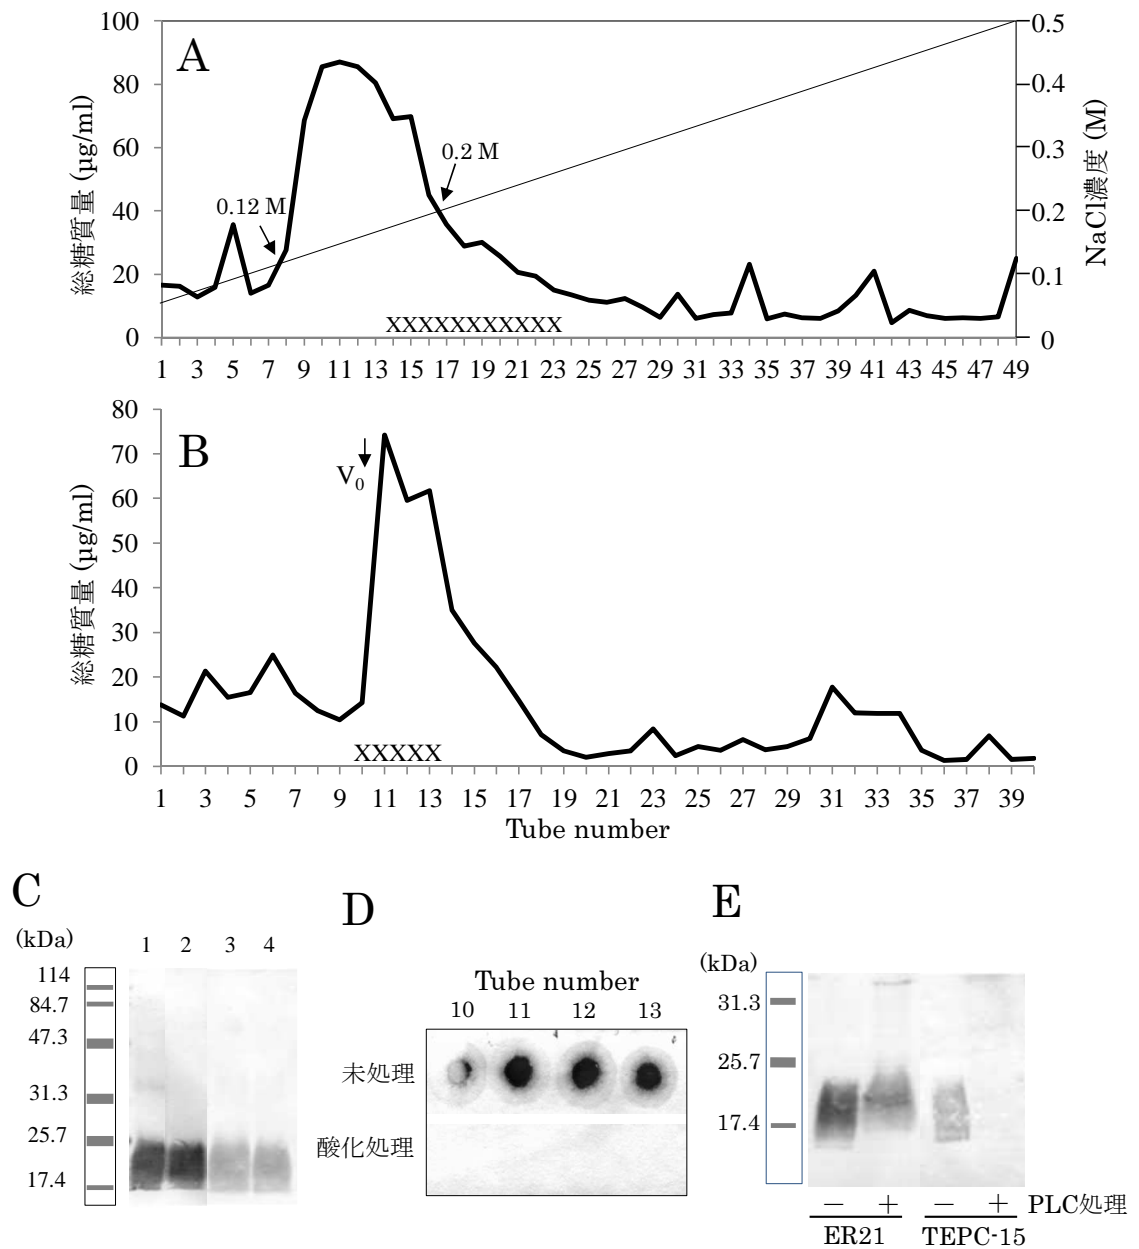 A
100
80
60
40
20
0
総糖質量 (µg/ml)
0.5
0.4
0.3
0.2
0.1
0
NaCl濃度 (M)
0.12 M
0.2 M
XXXXXXXXXXX
1 3 5 7 9 11 13 15 17 19 21 23 25 27 29 31 33 35 37 39 41 43 45 47 49
B
80
70
60
50
40
30
20
10
0
総糖質量 (µg/ml)
V0
XXXXX
1 3 5 7 9 11 13 15 17 19 21 23 25 27 29 31 33 35 37 39
Tube number
C
(kDa)
1 2 3 4
114
84.7
47.3
31.3
25.7
17.4
D
Tube number
10 11 12 13
未処理
酸化処理
E
(kDa)
31.3
25.7
17.4
－ ＋ － ＋ PLC処理
ER21 TEPC-15